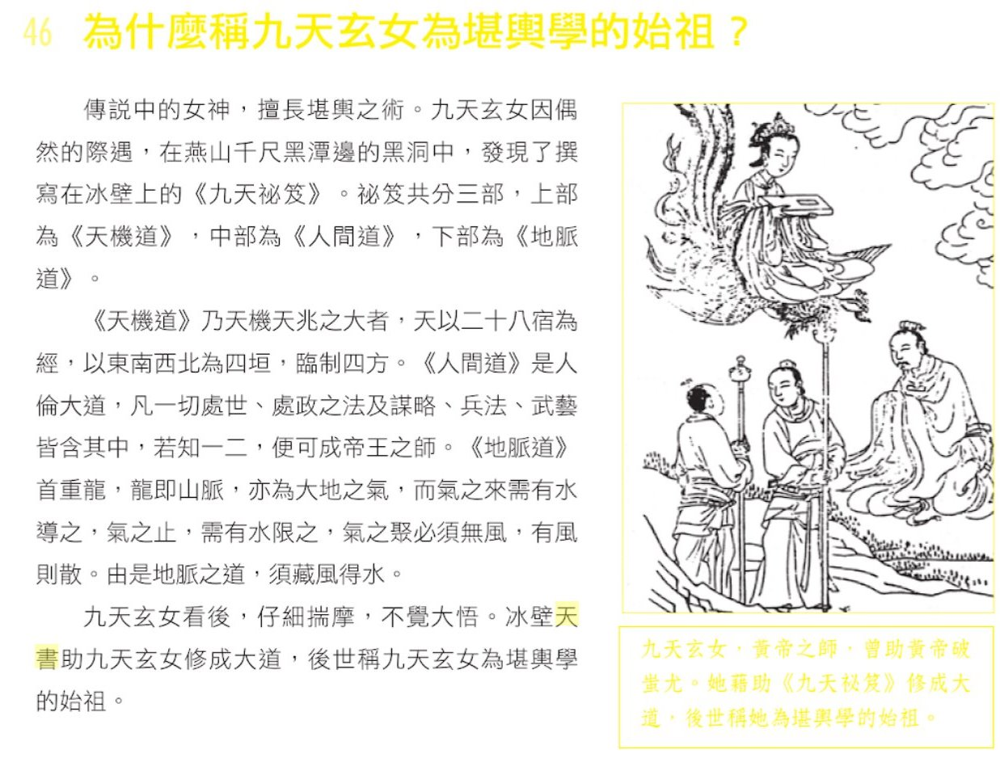 46 為什麼稱九天玄女為堪輿學的始祖？
傳説中的女神，擅長堪輿之術。九天玄女因偶
然的際遇，在燕山千尺黑潭邊的黑洞中，發現了撰
寫在冰壁上的《九天祕笈》。祕笈共分三部，上部
為《天機道》，中部為《人間道》，下部為《地脈
道》。
《天機道》乃天機天兆之大者，天以二十八宿為
經，以東南西北為四垣，臨制四方。《人間道》是人
倫大道，凡一切處世、處政之法及謀略、兵法、武藝
皆含其中，若知一二，便可成帝王之師。《地脈道》
首重龍，龍即山脈，亦為大地之氣，而氣之來需有水
導之，氣之止，需有水限之，氣之聚必須無風，有風
則散。由是地脈之道，須藏風得水。
九天玄女看後，仔細揣摩，不覺大悟。冰壁天
書助九天玄女修成大道，後世稱九天玄女為堪輿學
的始祖。
九天玄女，黃帝之師，曾助黃帝破
蚩尤。她藉助《九天祕笈》修成大
道，後世稱她為堪輿學的始祖。